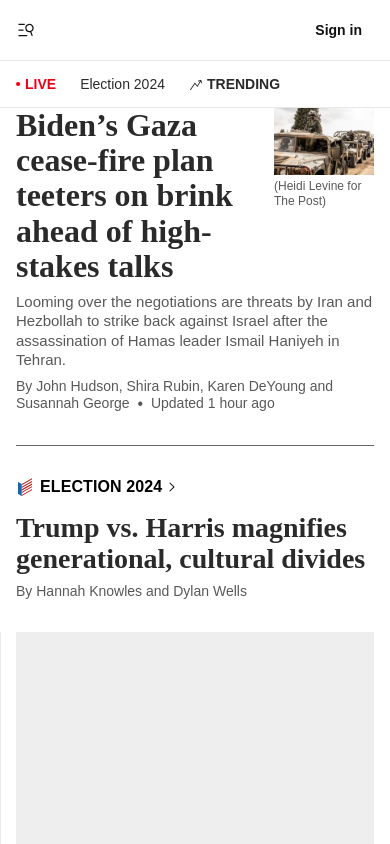 Sign in
LIVE
Election 2024
TRENDING
Biden’s Gaza
cease-fire plan
teeters on brink
ahead of high-
stakes talks
(Heidi Levine for
The Post)
Looming over the negotiations are threats by Iran and
Hezbollah to strike back against Israel after the
assassination of Hamas leader Ismail Haniyeh in
Tehran.
By John Hudson, Shira Rubin, Karen DeYoung and
Susannah George • Updated 1 hour ago
ELECTION 2024
Trump vs. Harris magnifies
generational, cultural divides
By Hannah Knowles and Dylan Wells